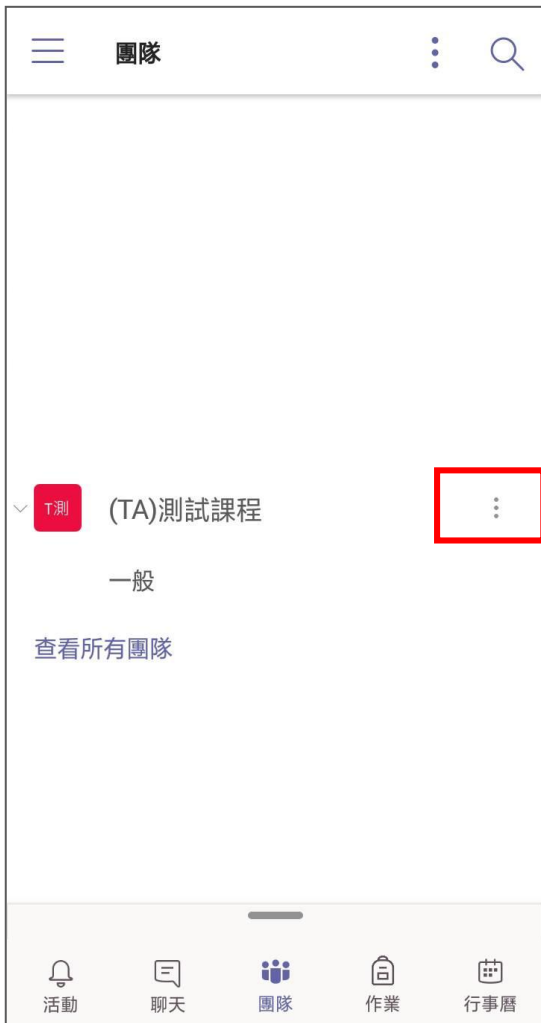 團隊
T測
(TA)測試課程
一般
查看所有團隊
活動
聊天
團隊
作業
行事曆